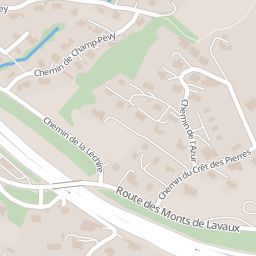 ey
Chemin de Champ-Pévy
Chemin de l'Azur
Chemin de la Léchire
Chemin du Crêt des Pierres
Route des Monts de Lavaux